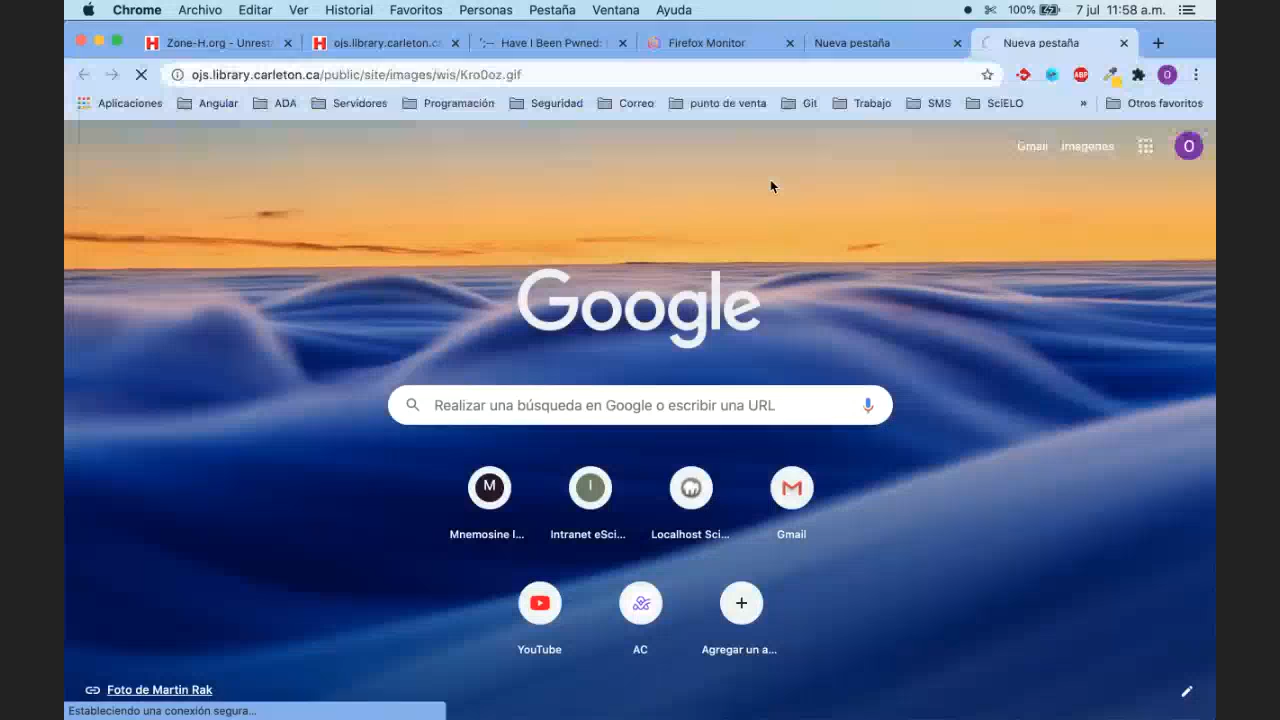 Chrome Archivo Editar Ver Historial Favoritos Personas Pestaña Ventana Ayuda 100% 7 jul 11:58 a.m.
Zone-H.org - Unrest ojs.library.carleton.c Have I Been Pwned: Firefox Monitor Nueva pestaña Nueva pestaña
ojs.library.carleton.ca/public/site/images/wis/Kro0oz.gif ABP O
Aplicaciones Angular ADA Servidores Programación Seguridad Correo punto de venta Git Trabajo SMS SciELO » Otros favoritos
Gmail Imágenes O
Google
Realizar una búsqueda en Google o escribir una URL
M I
Mnemosine I... Intranet eSci... Localhost Sci... Gmail
YouTube AC Agregar un a...
Foto de Martin Rak
Estableciendo una conexión segura...